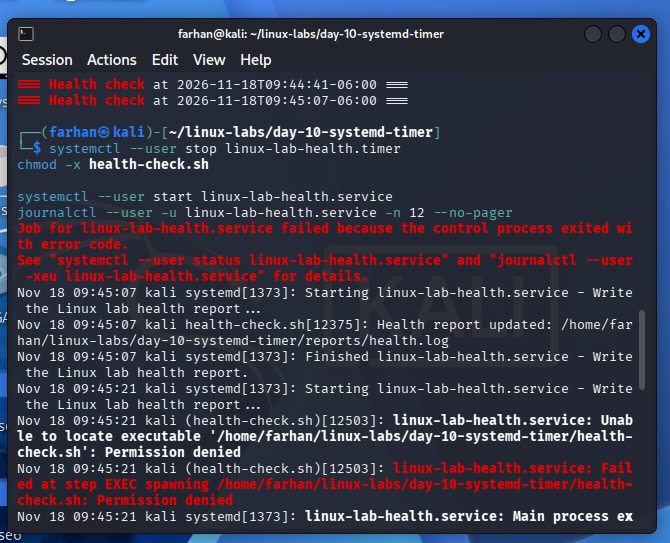 farhan@kali: ~/linux-labs/day-10-systemd-timer
Session Actions Edit View Help
=== Health check at 2026-11-18T09:44:41-06:00 ===
=== Health check at 2026-11-18T09:45:07-06:00 ===
┌──(farhan㉿kali)-[~/linux-labs/day-10-systemd-timer]
└─$ systemctl --user stop linux-lab-health.timer
chmod -x health-check.sh
systemctl --user start linux-lab-health.service
journalctl --user -u linux-lab-health.service -n 12 --no-pager
Job for linux-lab-health.service failed because the control process exited wi
th error code.
See "systemctl --user status linux-lab-health.service" and "journalctl --user
-xeu linux-lab-health.service" for details.
Nov 18 09:45:07 kali systemd[1373]: Starting linux-lab-health.service - Write
the Linux lab health report...
Nov 18 09:45:07 kali health-check.sh[12375]: Health report updated: /home/far
han/linux-labs/day-10-systemd-timer/reports/health.log
Nov 18 09:45:07 kali systemd[1373]: Finished linux-lab-health.service - Write
the Linux lab health report.
Nov 18 09:45:21 kali systemd[1373]: Starting linux-lab-health.service - Write
the Linux lab health report...
Nov 18 09:45:21 kali (health-check.sh)[12503]: linux-lab-health.service: Unab
le to locate executable '/home/farhan/linux-labs/day-10-systemd-timer/health-
check.sh': Permission denied
Nov 18 09:45:21 kali (health-check.sh)[12503]: linux-lab-health.service: Fail
ed at step EXEC spawning /home/farhan/linux-labs/day-10-systemd-timer/health-
check.sh: Permission denied
Nov 18 09:45:21 kali systemd[1373]: linux-lab-health.service: Main process ex
KALI